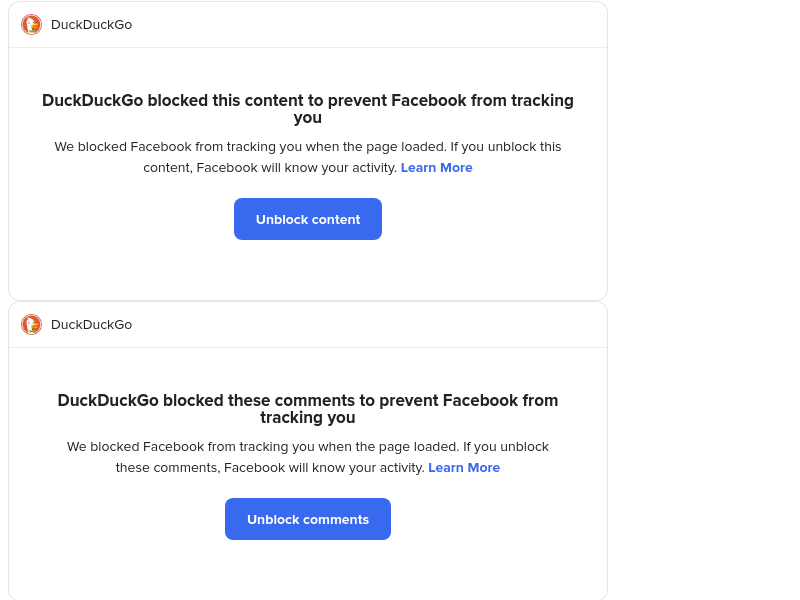 DuckDuckGo
DuckDuckGo blocked this content to prevent Facebook from tracking
you
We blocked Facebook from tracking you when the page loaded. If you unblock this
content, Facebook will know your activity. Learn More
Unblock content
DuckDuckGo
DuckDuckGo blocked these comments to prevent Facebook from
tracking you
We blocked Facebook from tracking you when the page loaded. If you unblock
these comments, Facebook will know your activity. Learn More
Unblock comments